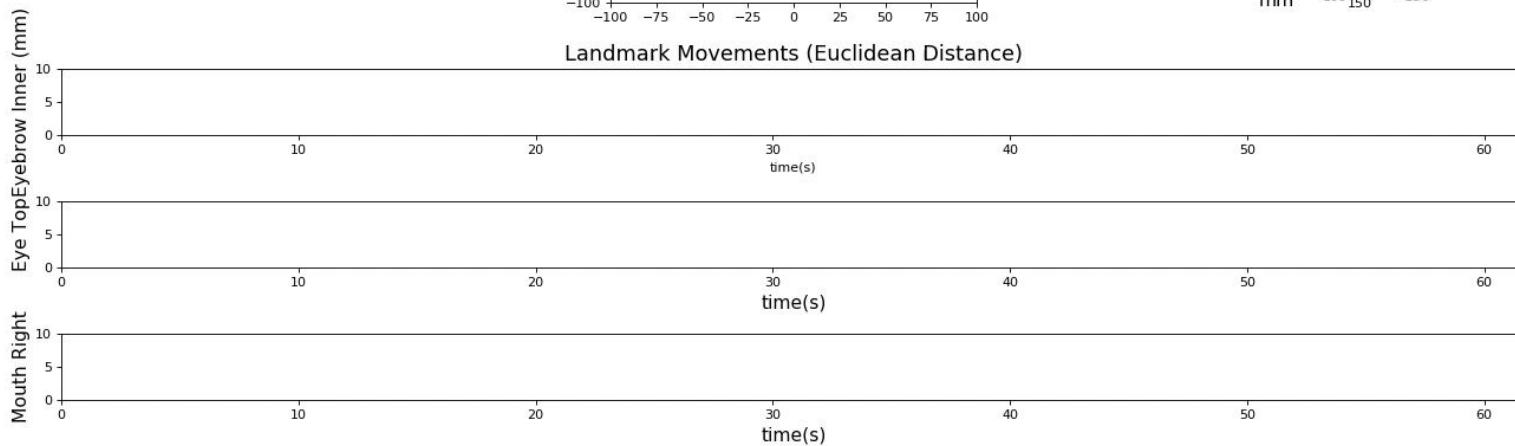 −100
−100 −75 −50 −25 0 25 50 75 100
mm
150
Landmark Movements (Euclidean Distance)
Eyebrow Inner (mm)
10
5
0
0 10 20 30 40 50 60
time(s)
Eye Top
10
5
0
0 10 20 30 40 50 60
time(s)
Mouth Right
10
5
0
0 10 20 30 40 50 60
time(s)